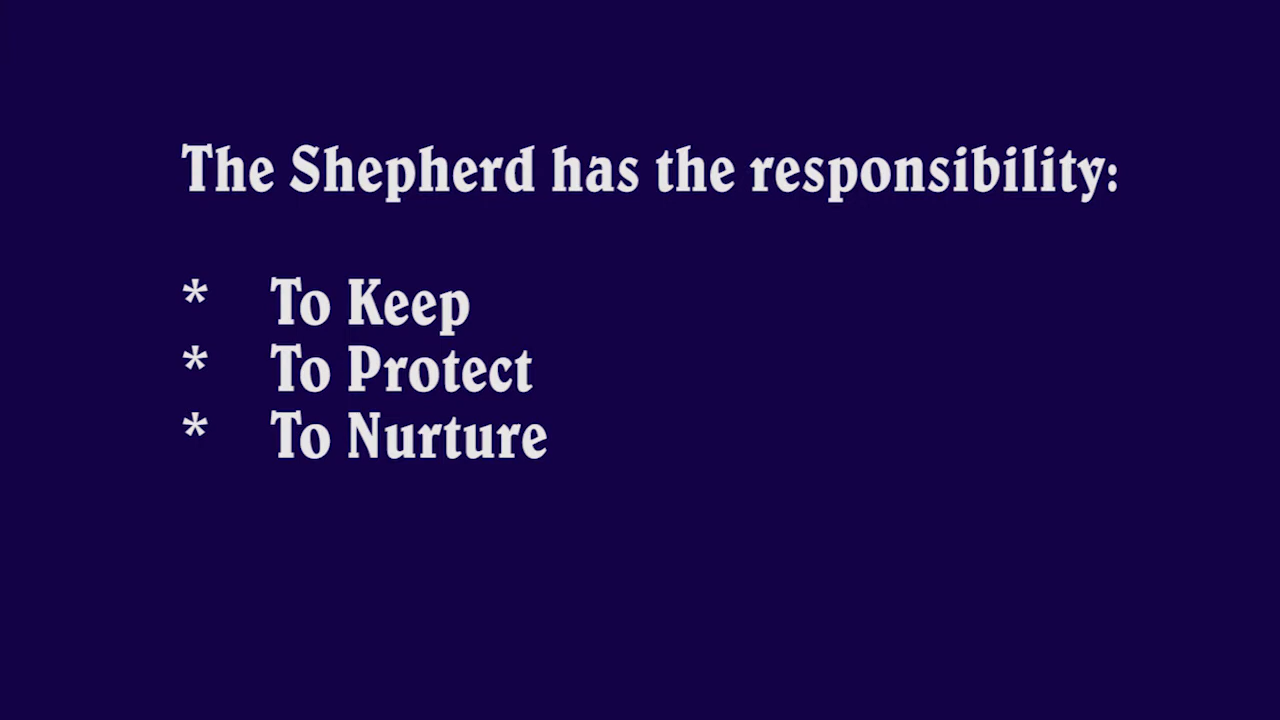 The Shepherd has the responsibility:
* To Keep
* To Protect
* To Nurture